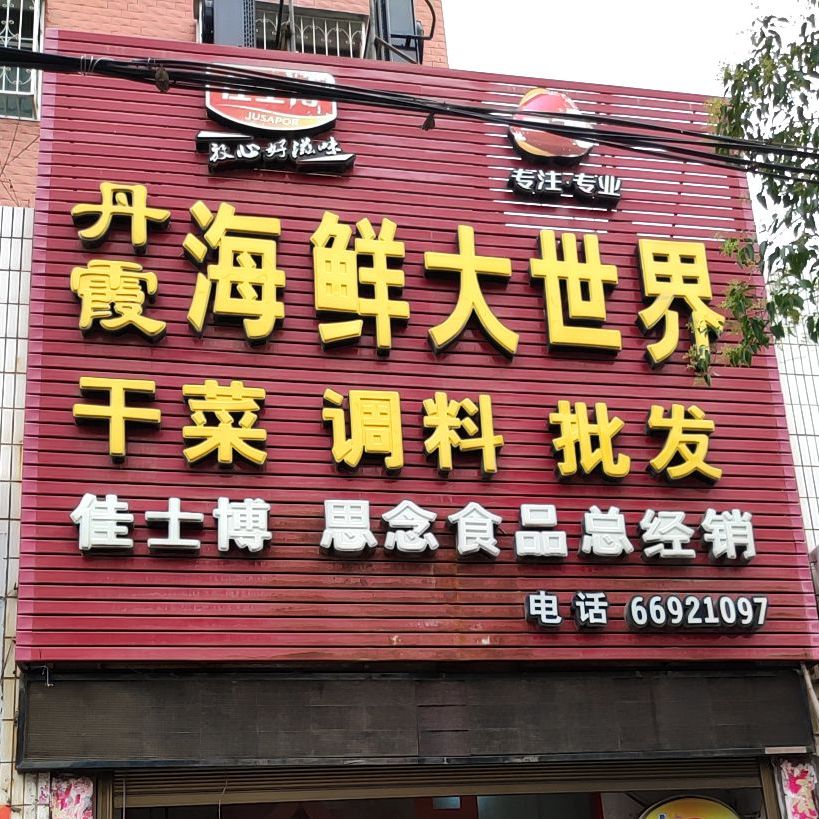 JUSAPOR
放心好滋味
专注·专业
丹霞海鲜大世界
干菜 调料 批发
佳士博 思念食品总经销
电话 66921097